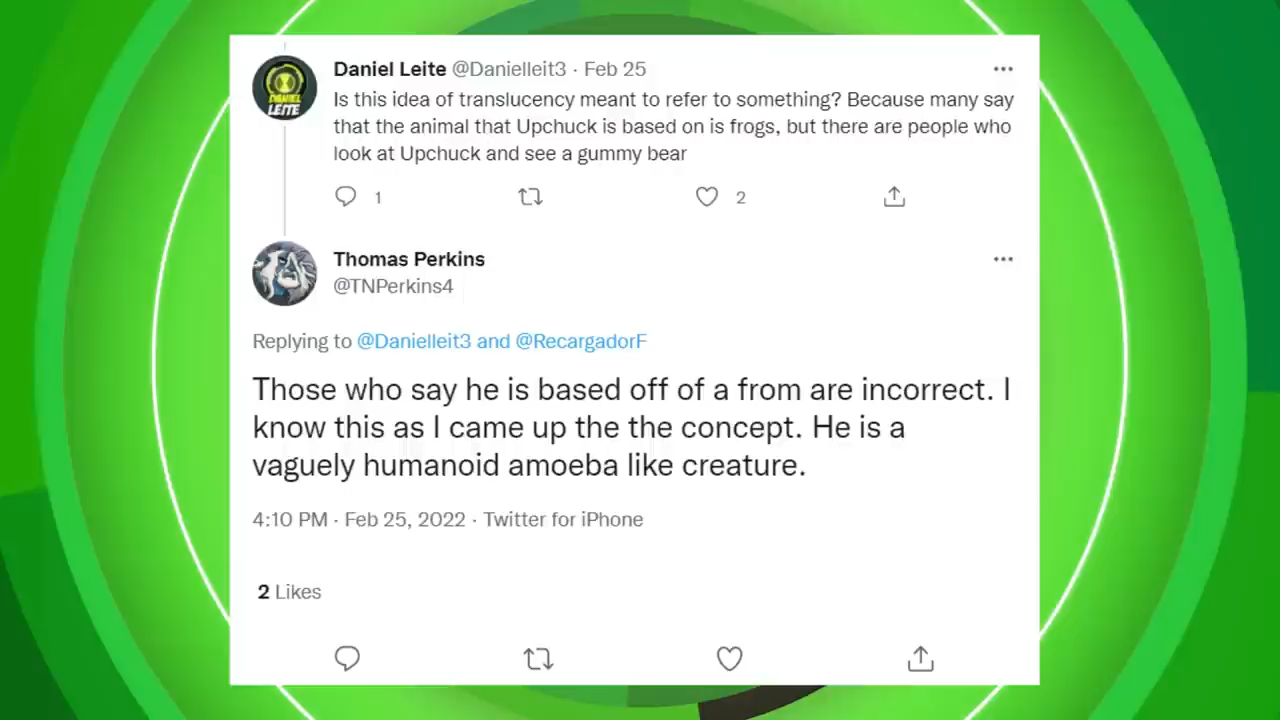 Daniel Leite @Danielleit3 · Feb 25
Is this idea of translucency meant to refer to something? Because many say
that the animal that Upchuck is based on is frogs, but there are people who
look at Upchuck and see a gummy bear
1 2
DANIEL
LEITE
Thomas Perkins
@TNPerkins4
Replying to @Danielleit3 and @RecargadorF
Those who say he is based off of a from are incorrect. I
know this as I came up the the concept. He is a
vaguely humanoid amoeba like creature.
4:10 PM · Feb 25, 2022 · Twitter for iPhone
2 Likes